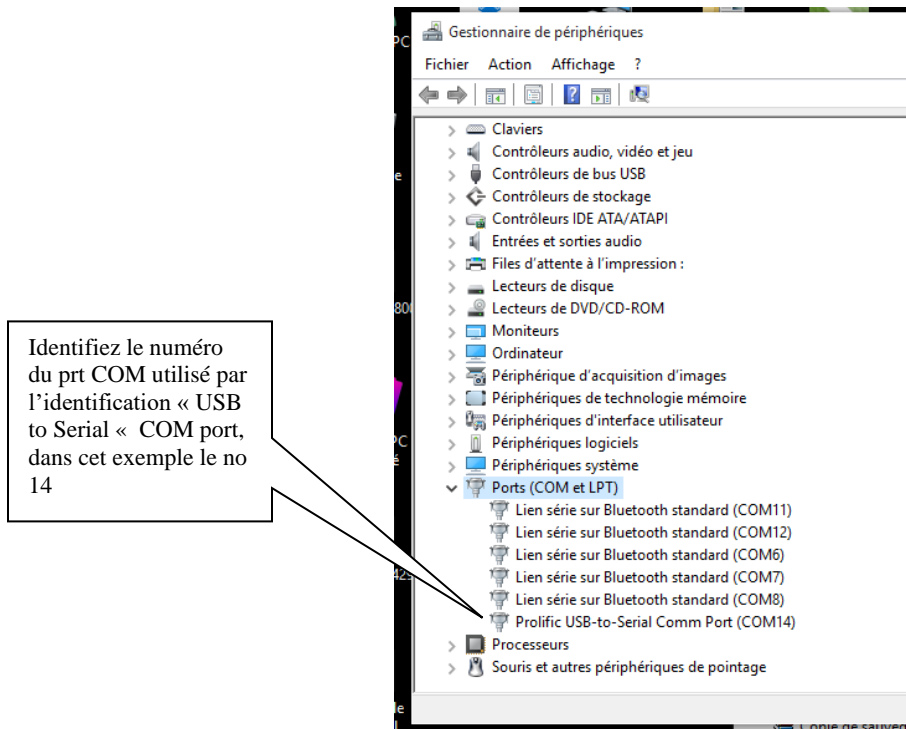 Gestionnaire de périphériques
Fichier Action Affichage ?
Claviers
Contrôleurs audio, vidéo et jeu
Contrôleurs de bus USB
Contrôleurs de stockage
Contrôleurs IDE ATA/ATAPI
Entrées et sorties audio
Files d'attente à l'impression :
Lecteurs de disque
Lecteurs de DVD/CD-ROM
Moniteurs
Ordinateur
Périphérique d'acquisition d'images
Périphériques de technologie mémoire
Périphériques d'interface utilisateur
Périphériques logiciels
Périphériques système
Ports (COM et LPT)
Lien série sur Bluetooth standard (COM11)
Lien série sur Bluetooth standard (COM12)
Lien série sur Bluetooth standard (COM6)
Lien série sur Bluetooth standard (COM7)
Lien série sur Bluetooth standard (COM8)
Prolific USB-to-Serial Comm Port (COM14)
Processeurs
Souris et autres périphériques de pointage
Identifiez le numéro
du prt COM utilisé par
l'identification « USB
to Serial « COM port,
dans cet exemple le no
14